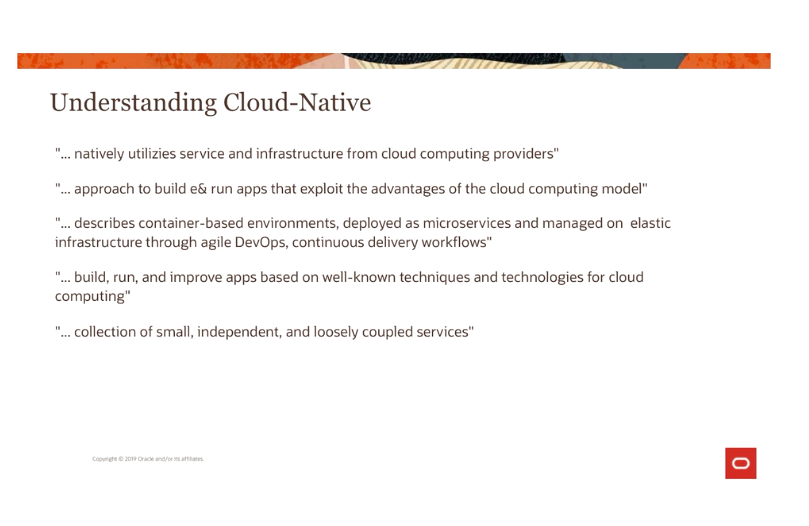 Understanding Cloud-Native
"... natively utilizies service and infrastructure from cloud computing providers"
"... approach to build e& run apps that exploit the advantages of the cloud computing model"
"... describes container-based environments, deployed as microservices and managed on  elastic
infrastructure through agile DevOps, continuous delivery workflows"
"... build, run, and improve apps based on well-known techniques and technologies for cloud
computing"
"... collection of small, independent, and loosely coupled services"
Copyright © 2019 Oracle and/or its affiliates.